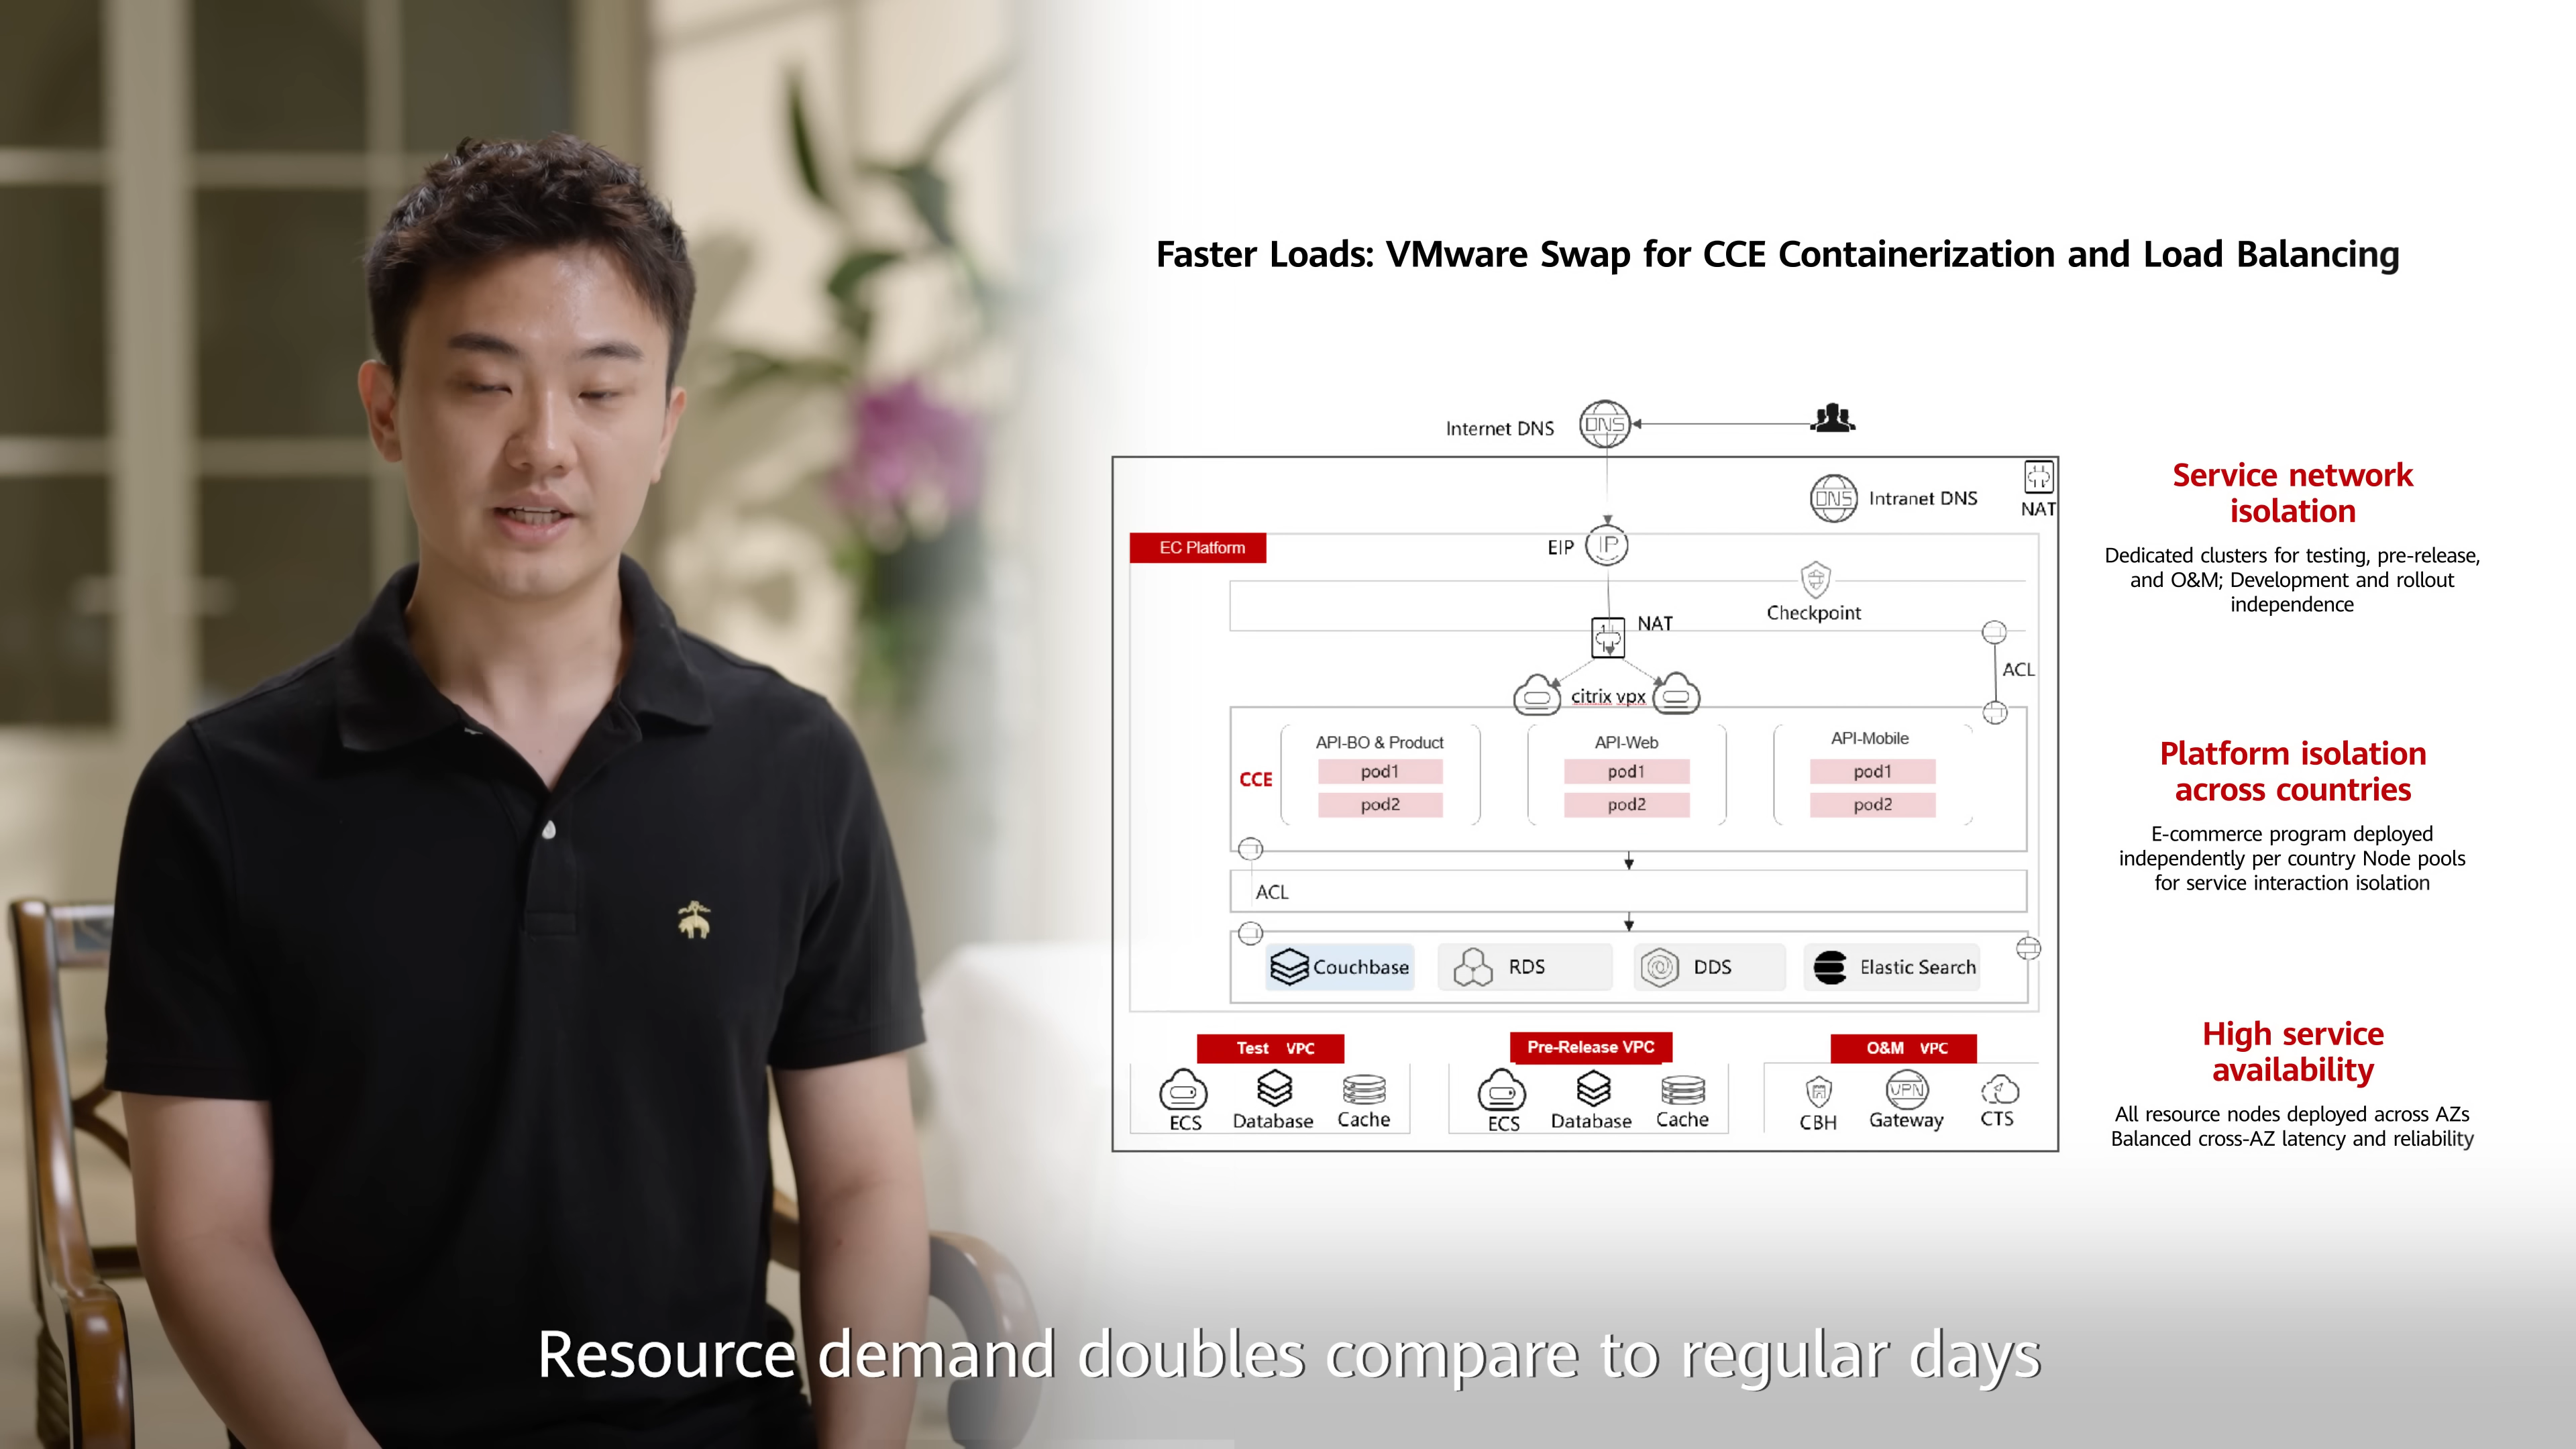 Faster Loads: VMware Swap for CCE Containerization and Load Balancing
Internet DNS
DNS
DNS
Intranet DNS
NAT
EC Platform
EIP
IP
Checkpoint
NAT
ACL
citrix vpx
CCE
API-BO & Product
pod1
pod2
API-Web
pod1
pod2
API-Mobile
pod1
pod2
ACL
Couchbase
RDS
DDS
Elastic Search
Test VPC
ECS
Database
Cache
Pre-Release VPC
ECS
Database
Cache
O&M VPC
CBH
VPN
Gateway
CTS
Service network
isolation
Dedicated clusters for testing, pre-release,
and O&M; Development and rollout
independence
Platform isolation
across countries
E-commerce program deployed
independently per country Node pools
for service interaction isolation
High service
availability
All resource nodes deployed across AZs
Balanced cross-AZ latency and reliability
Resource demand doubles compare to regular days